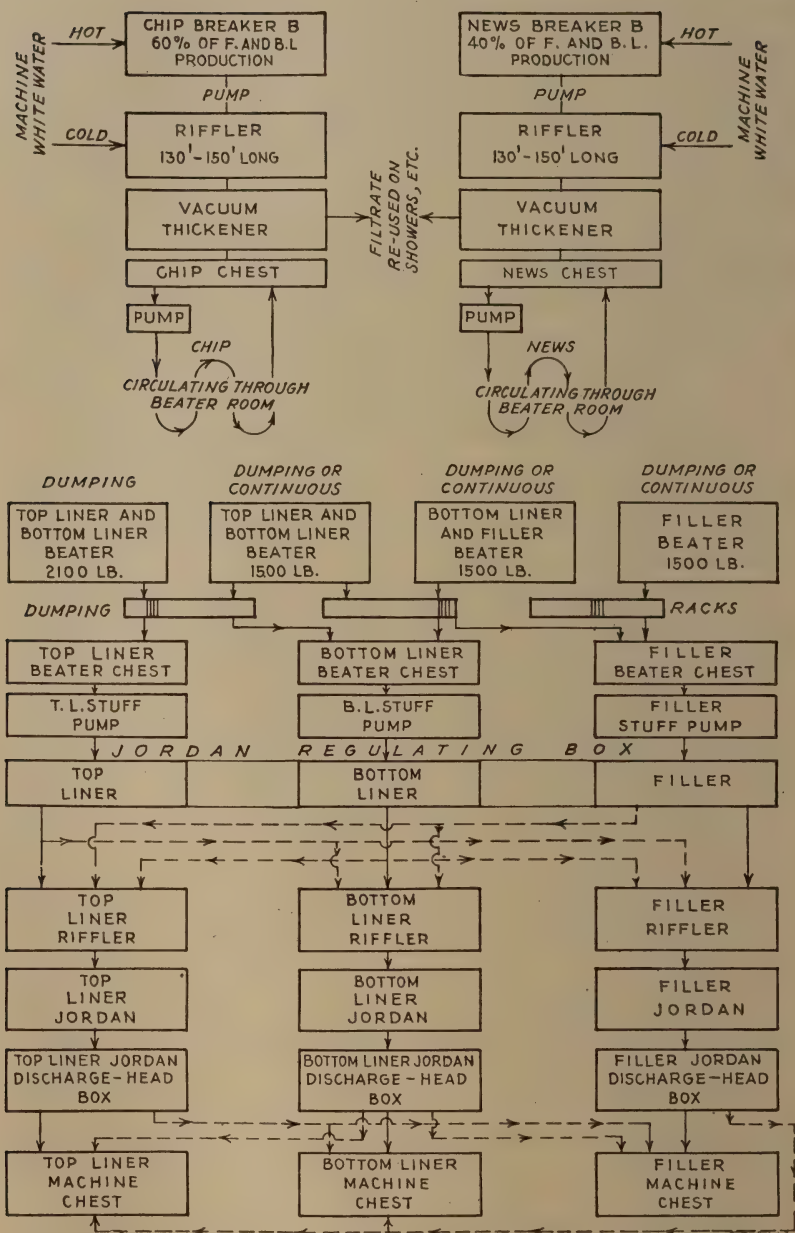 HOT
MACHINE
WHITE WATER
COLD
CHIP BREAKER B
60% OF F. AND B.L
PRODUCTION
PUMP
RIFFLER
130'-150' LONG
VACUUM
THICKENER
CHIP CHEST
PUMP
CHIP
CIRCULATING THROUGH
BEATER ROOM
FILTRATE
RE-USED ON
SHOWERS, ETC.
NEWS BREAKER B
40% OF F. AND B. L.
PRODUCTION
HOT
MACHINE
WHITE WATER
COLD
PUMP
RIFFLER
130'-150' LONG
VACUUM
THICKENER
NEWS CHEST
PUMP
NEWS
CIRCULATING THROUGH
BEATER ROOM
DUMPING
TOP LINER AND
BOTTOM LINER
BEATER
2100 LB.
DUMPING OR
CONTINUOUS
TOP LINER AND
BOTTOM LINER
BEATER
1500 LB.
DUMPING OR
CONTINUOUS
BOTTOM LINER
AND FILLER
BEATER
1500 LB.
DUMPING OR
CONTINUOUS
FILLER
BEATER
1500 LB.
DUMPING
RACKS
TOP LINER
BEATER CHEST
BOTTOM LINER
BEATER CHEST
FILLER
BEATER CHEST
T. L. STUFF
PUMP
B.L. STUFF
PUMP
FILLER
STUFF PUMP
JORDAN REGULATING BOX
TOP
LINER
BOTTOM
LINER
FILLER
TOP
LINER
RIFFLER
BOTTOM
LINER
RIFFLER
FILLER
RIFFLER
TOP
LINER
JORDAN
BOTTOM
LINER
JORDAN
FILLER
JORDAN
TOP LINER JORDAN
DISCHARGE-HEAD
BOX
BOTTOM LINER JORDAN
DISCHARGE-HEAD
BOX
FILLER JORDAN
DISCHARGE-HEAD
BOX
TOP LINER
MACHINE
CHEST
BOTTOM LINER
MACHINE
CHEST
FILLER
MACHINE
CHEST